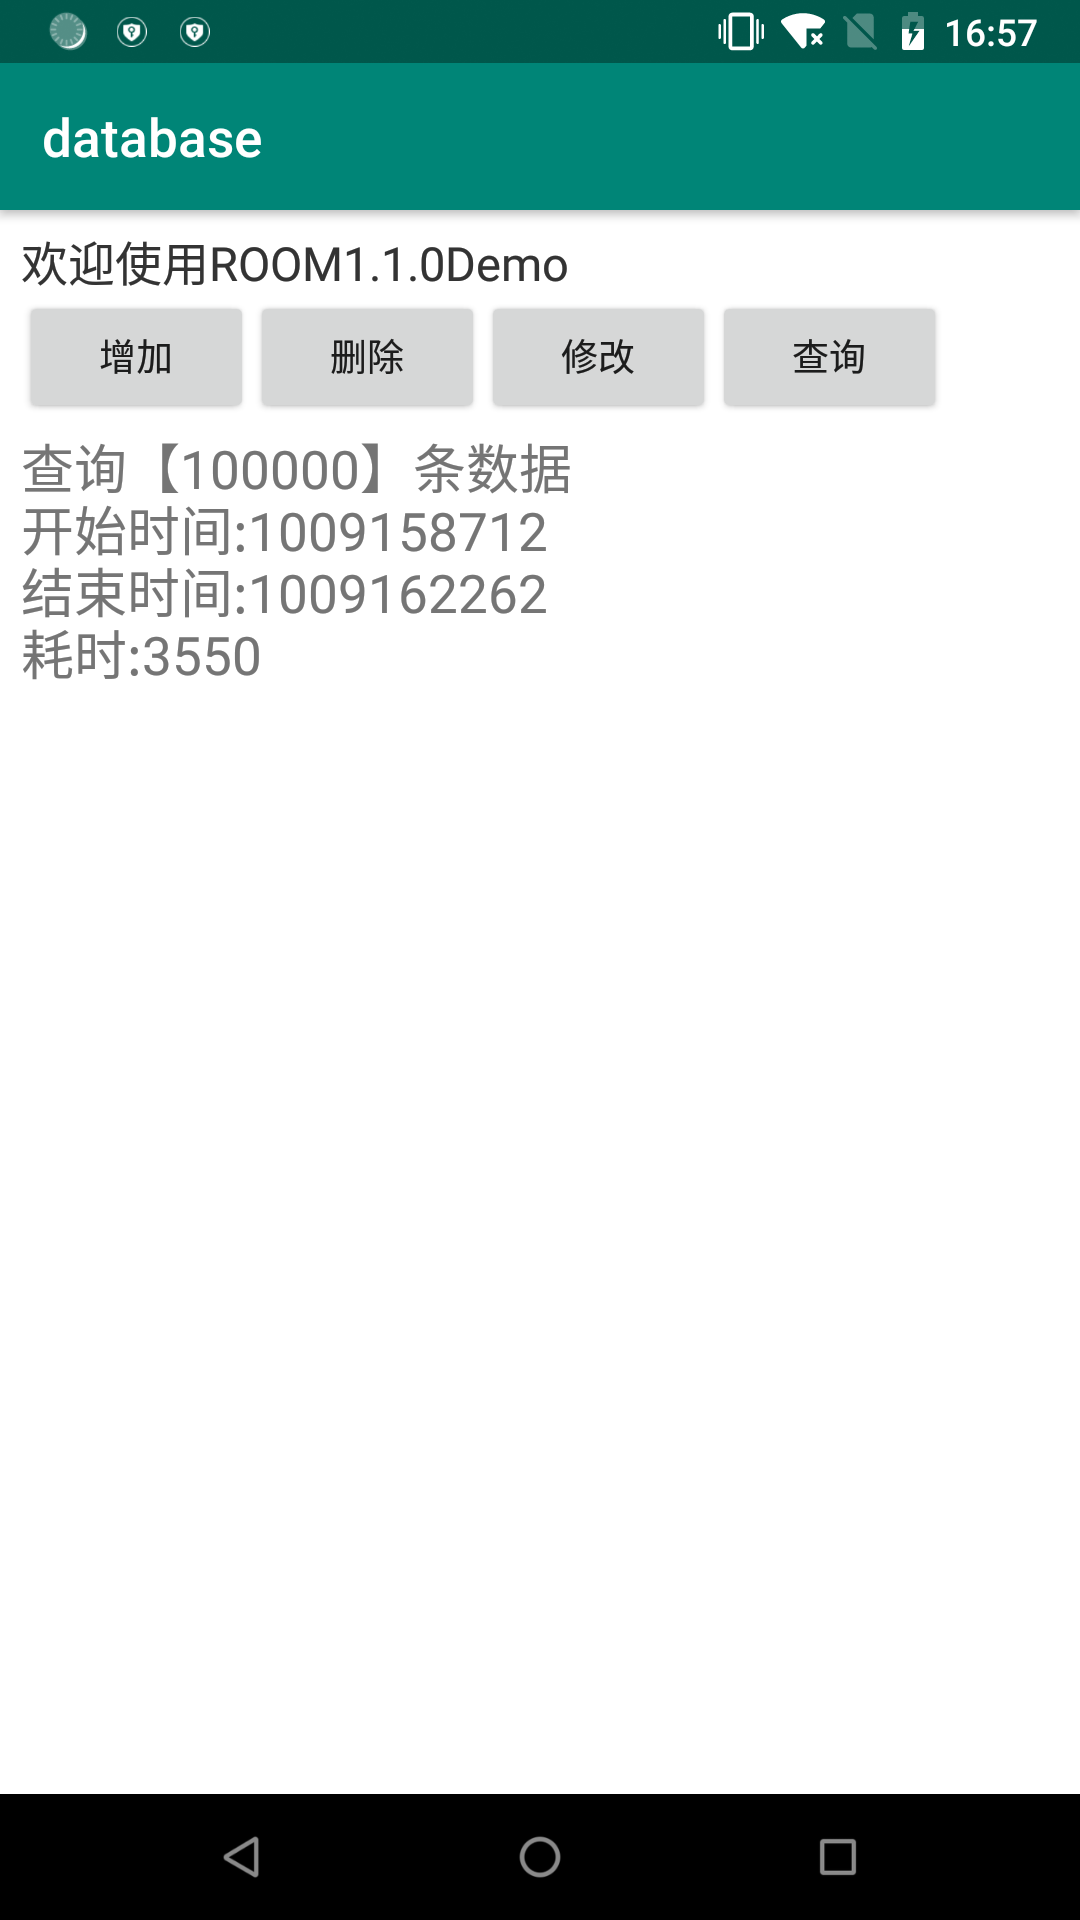 16:57
database
欢迎使用ROOM1.1.0Demo
增加 删除 修改 查询
查询【100000】条数据
开始时间:1009158712
结束时间:1009162262
耗时:3550